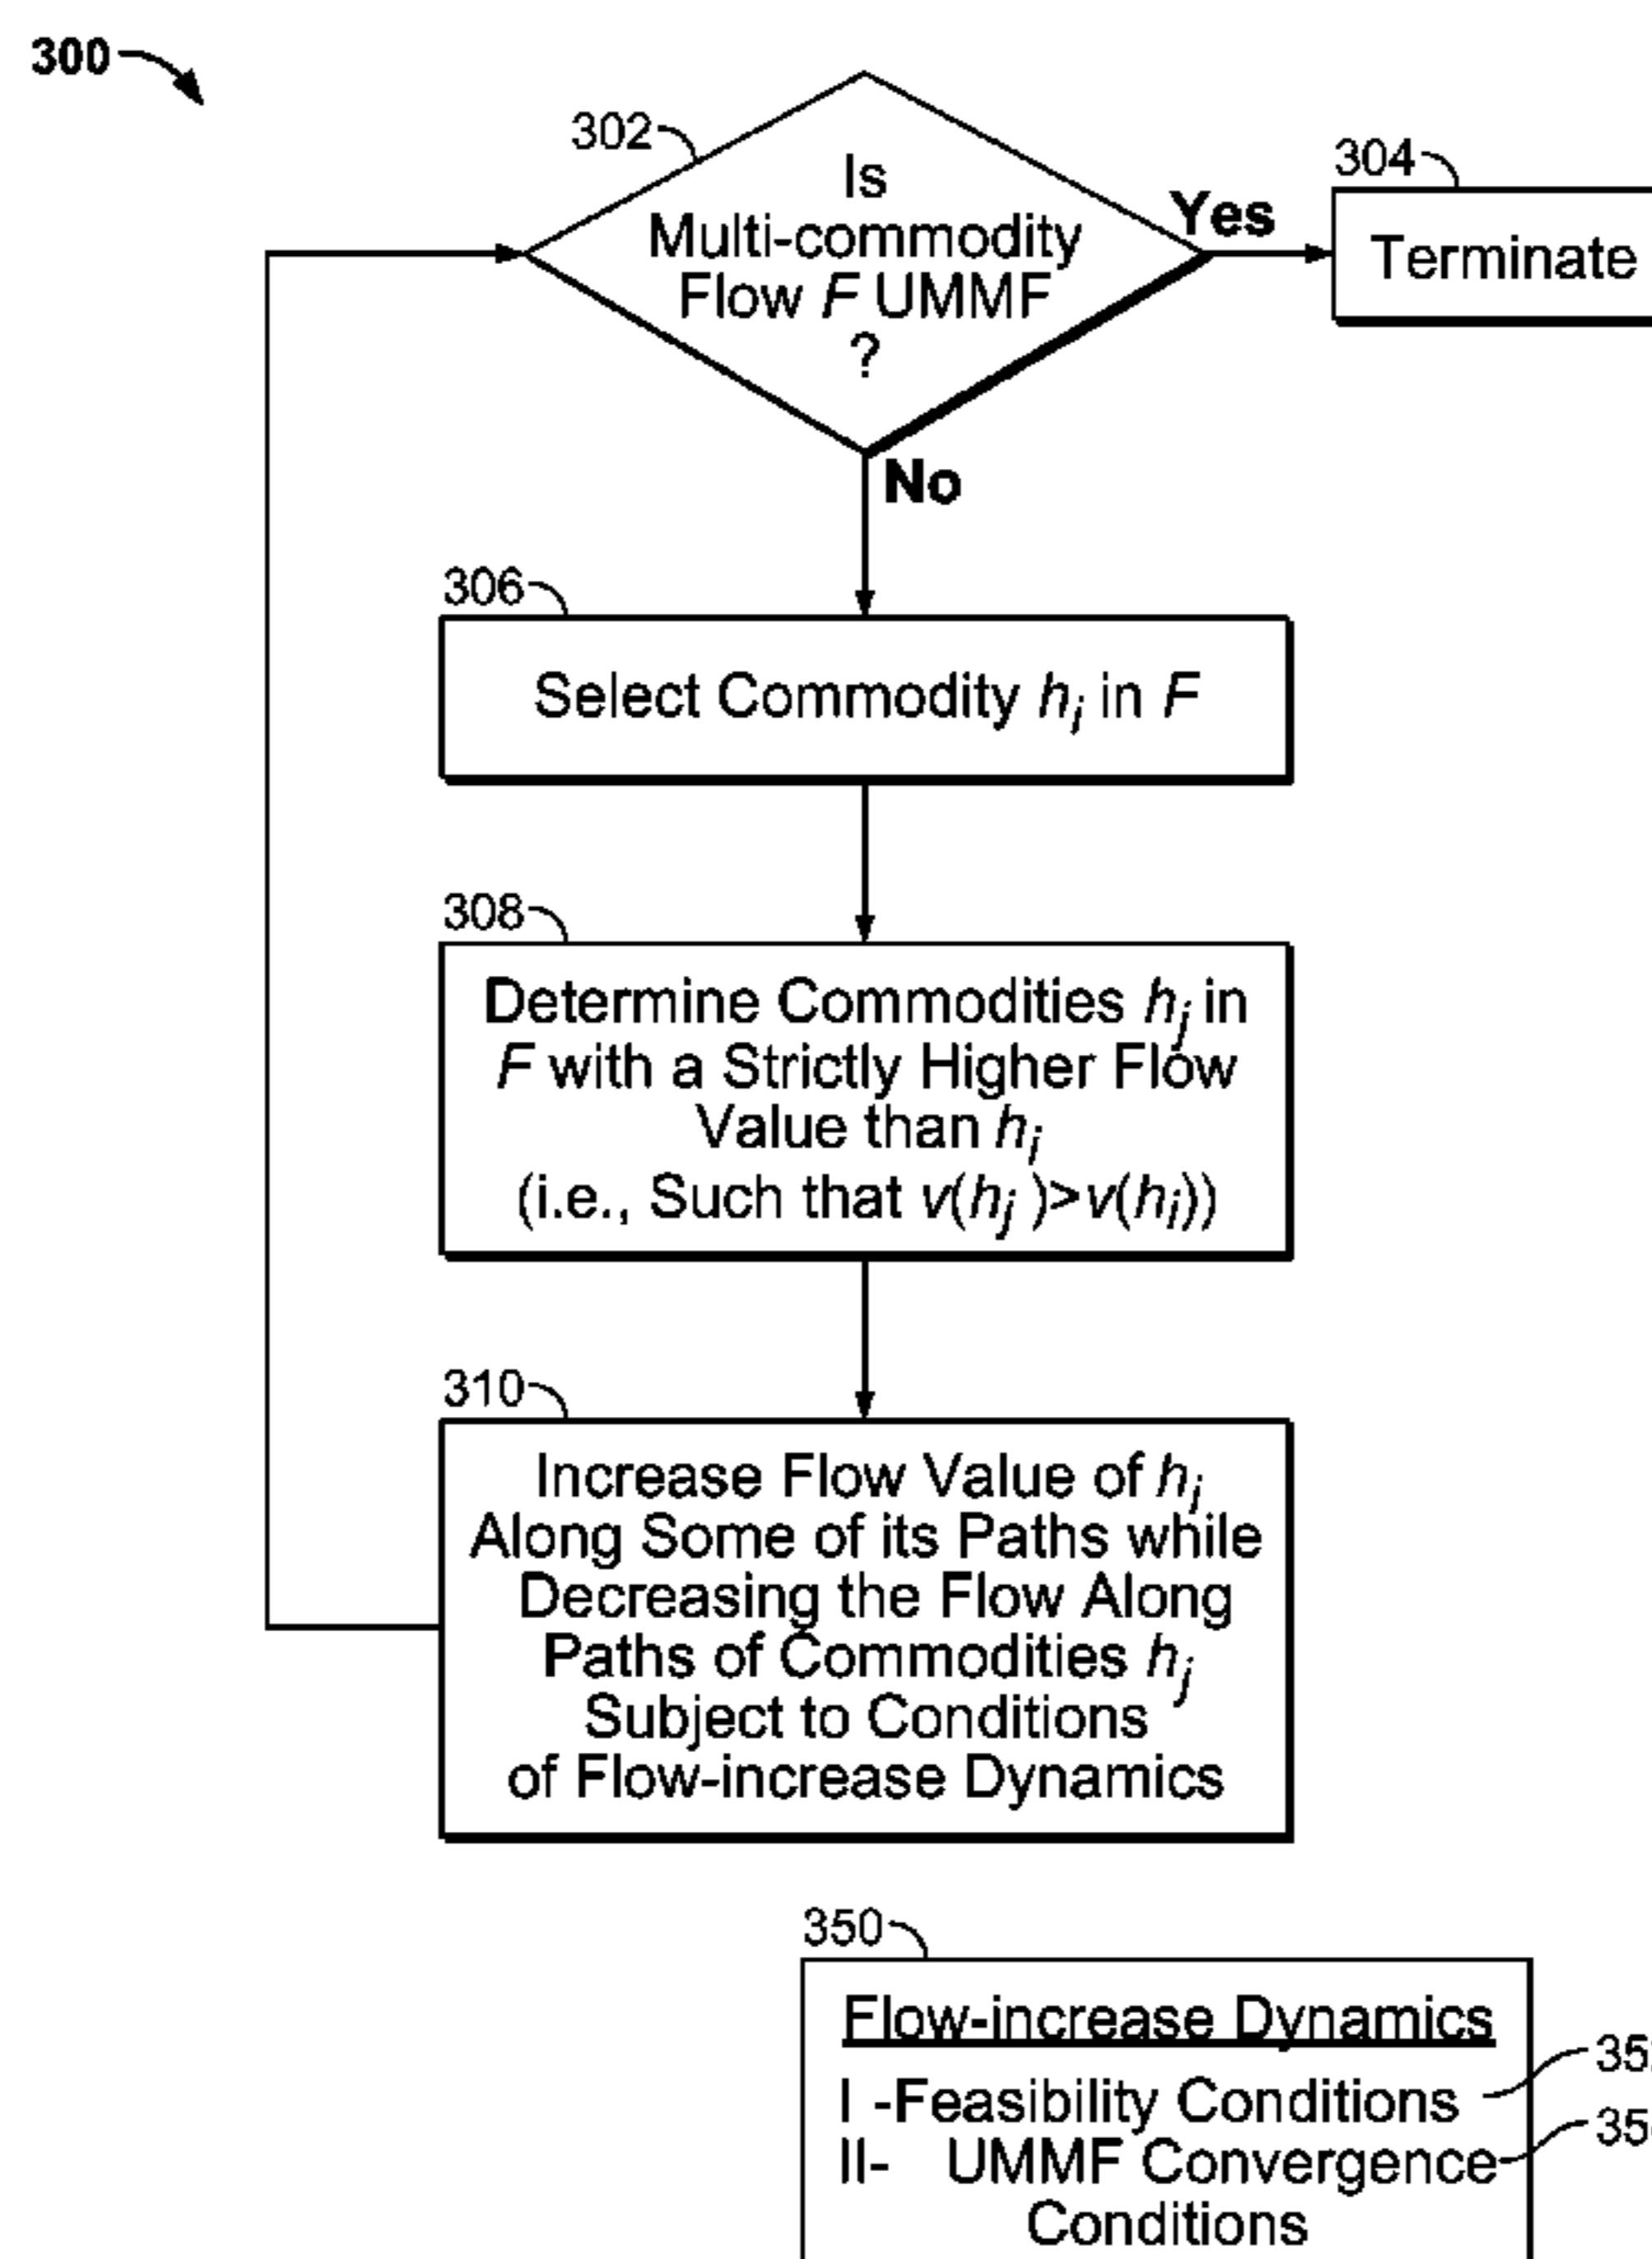 300
302
Is
Multi-commodity
Flow F UMMF
?
Yes
304
Terminate
No
306
Select Commodity hi in F
308
Determine Commodities hj in
F with a Strictly Higher Flow
Value than hi
(i.e., Such that v(hj )>v(hi))
310
Increase Flow Value of hi
Along Some of its Paths while
Decreasing the Flow Along
Paths of Commodities hj
Subject to Conditions
of Flow-increase Dynamics
350
Flow-increase Dynamics
I -Feasibility Conditions
II- UMMF Convergence
Conditions